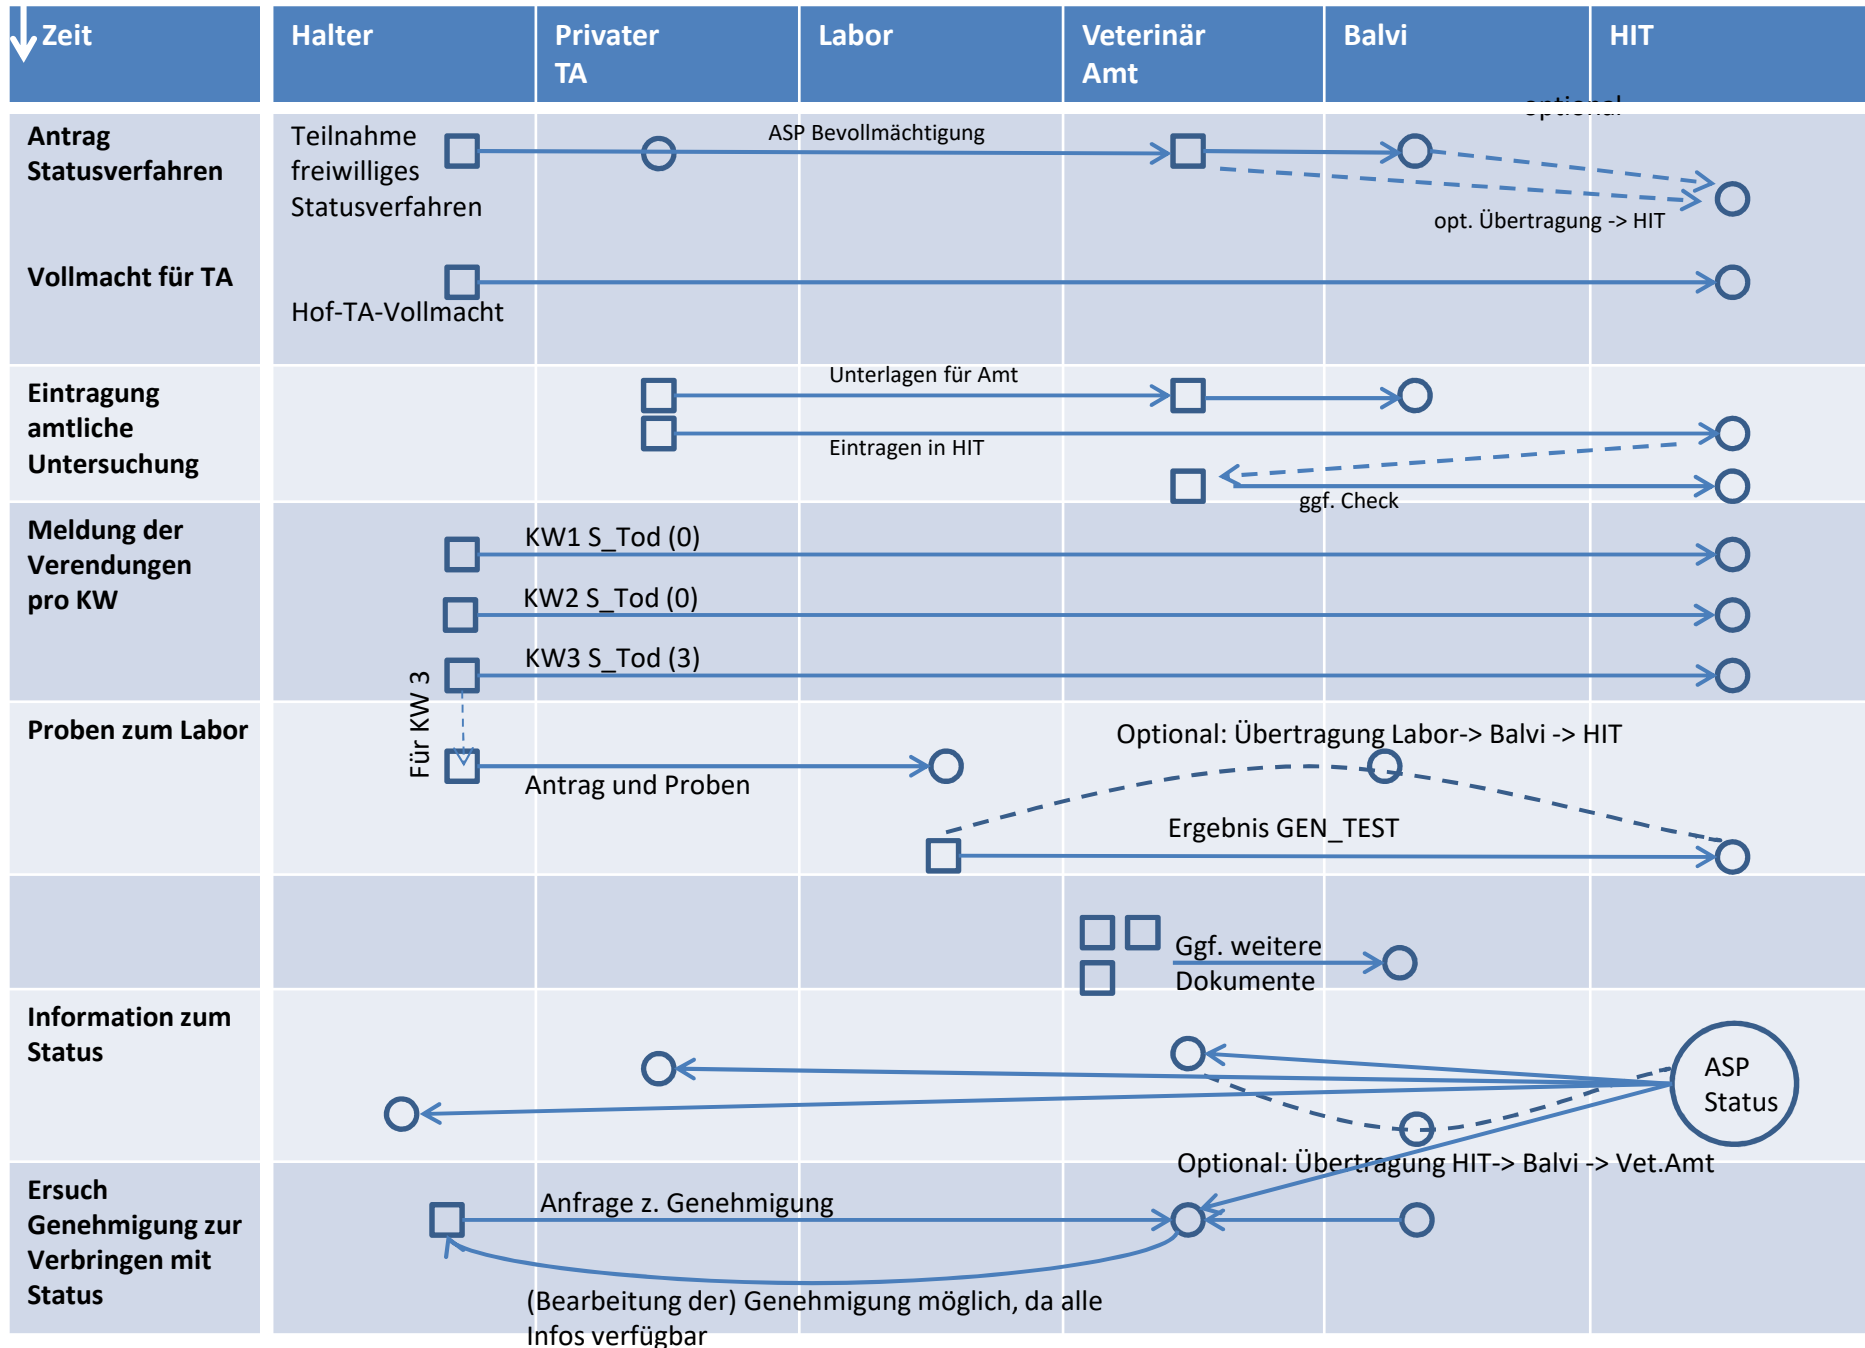 Zeit
Halter
Privater
TA
Labor
Veterinär
Amt
Balvi
HIT
optional
Antrag
Statusverfahren
Teilnahme
freiwilliges
Statusverfahren
ASP Bevollmächtigung
opt. Übertragung -> HIT
Vollmacht für TA
Hof-TA-Vollmacht
Eintragung
amtliche
Untersuchung
Unterlagen für Amt
Eintragen in HIT
ggf. Check
Meldung der
Verendungen
pro KW
KW1 S_Tod (0)
KW2 S_Tod (0)
KW3 S_Tod (3)
Für KW 3
Proben zum Labor
Antrag und Proben
Optional: Übertragung Labor-> Balvi -> HIT
Ergebnis GEN_TEST
Ggf. weitere
Dokumente
Information zum
Status
ASP
Status
Optional: Übertragung HIT-> Balvi -> Vet.Amt
Ersuch
Genehmigung zur
Verbringen mit
Status
Anfrage z. Genehmigung
(Bearbeitung der) Genehmigung möglich, da alle
Infos verfügbar